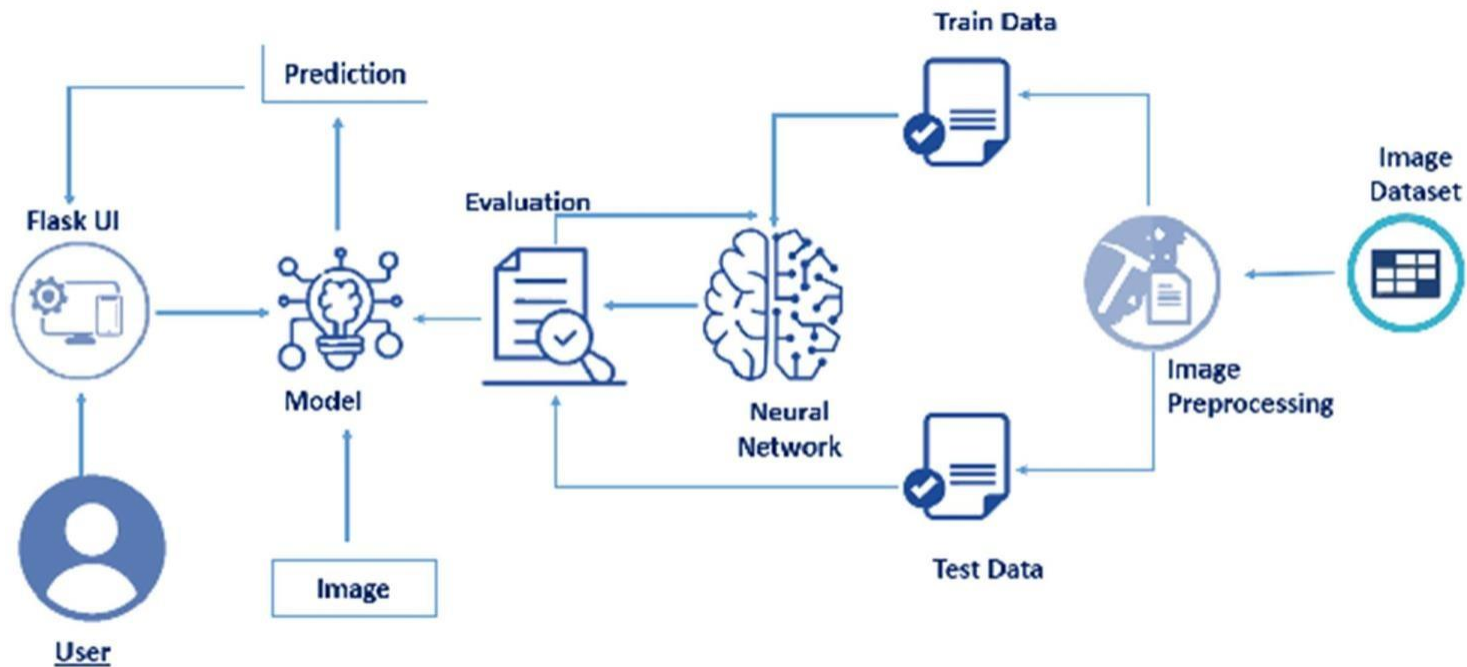 Train Data
Prediction
Image
Dataset
Evaluation
Flask UI
Image
Preprocessing
Model
Neural
Network
Test Data
Image
User